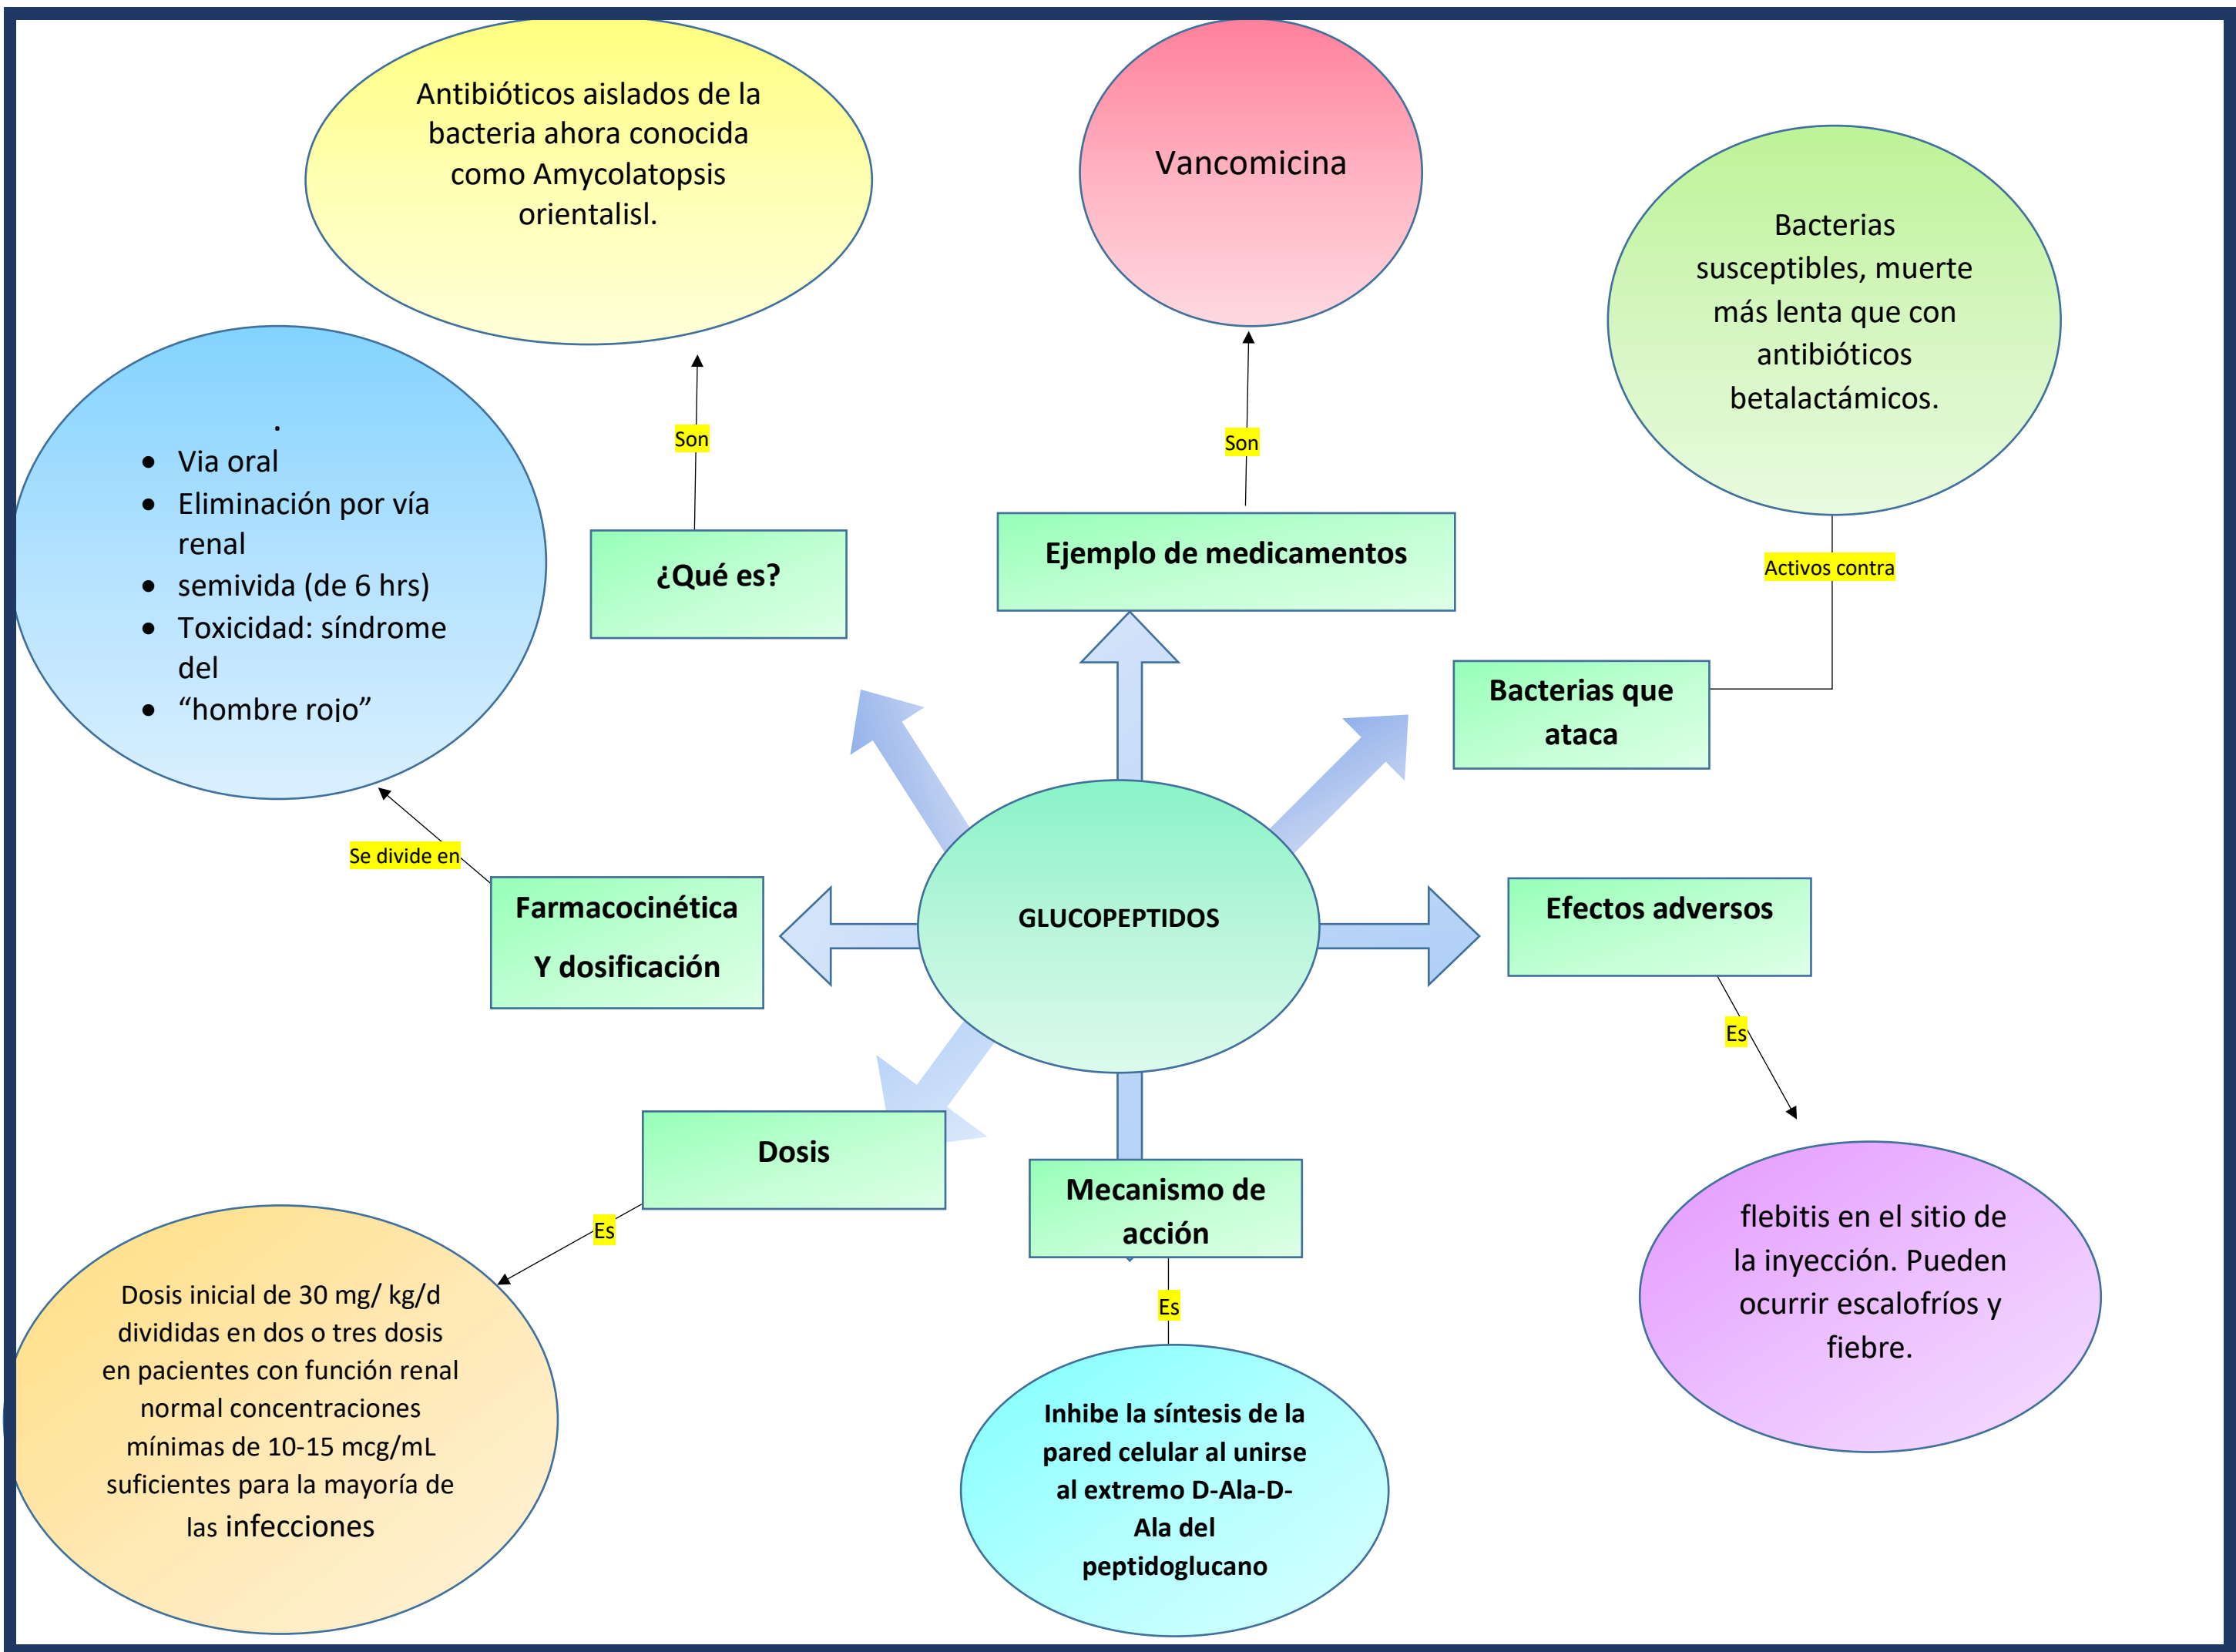 Antibióticos aislados de la
bacteria ahora conocida
como Amycolatopsis
orientalisl.
Vancomicina
Bacterias
susceptibles, muerte
más lenta que con
antibióticos
betalactámicos.
.
• Via oral
• Eliminación por vía
renal
• semivida (de 6 hrs)
• Toxicidad: síndrome
del
• “hombre rojo”
Son
Son
Activos contra
¿Qué es?
Ejemplo de medicamentos
Bacterias que
ataca
Se divide en
Farmacocinética
Y dosificación
GLUCOPEPTIDOS
Efectos adversos
Es
Dosis
Es
Mecanismo de
acción
Es
flebitis en el sitio de
la inyección. Pueden
ocurrir escalofríos y
fiebre.
Dosis inicial de 30 mg/ kg/d
divididas en dos o tres dosis
en pacientes con función renal
normal concentraciones
mínimas de 10-15 mcg/mL
suficientes para la mayoría de
las infecciones
Inhibe la síntesis de la
pared celular al unirse
al extremo D-Ala-D-
Ala del
peptidoglucano